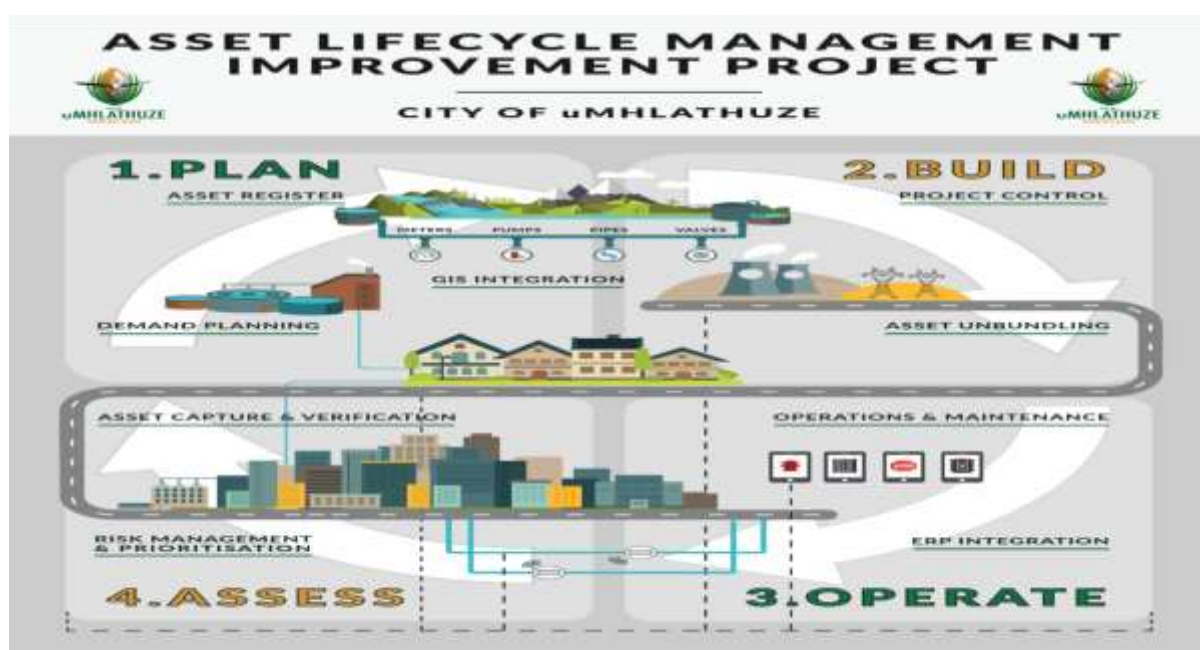 ASSET LIFECYCLE MANAGEMENT
IMPROVEMENT PROJECT
uMHLATHUZE
CITY OF uMHLATHUZE
uMHLATHUZE
1.PLAN
ASSET REGISTER
METERS
PUMPS
PIPES
VALVES
GIS INTEGRATION
DEMAND PLANNING
2.BUILD
PROJECT CONTROL
ASSET UNBUNDLING
ASSET CAPTURE & VERIFICATION
RISK MANAGEMENT
& PRIORITISATION
4.ASSESS
OPERATIONS & MAINTENANCE
ERP INTEGRATION
3.OPERATE